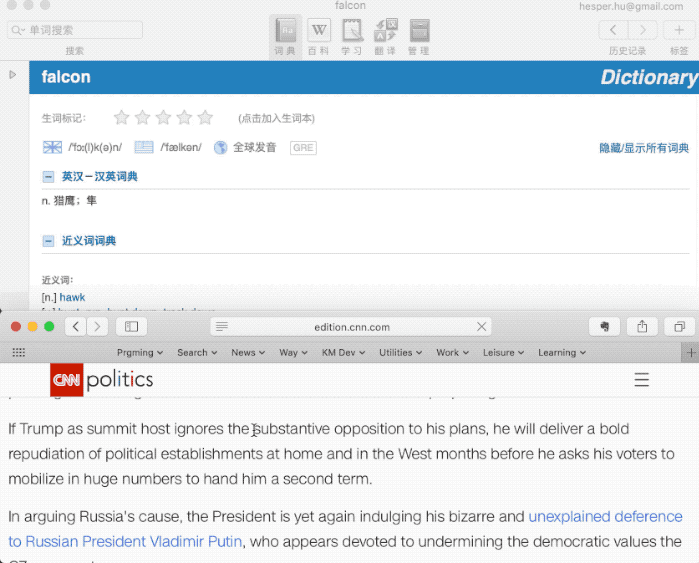 falcon
hesper.hu@gmail.com
单词搜索
搜索
词典
百科
学习
翻译
管理
历史记录
标签
falcon
Dictionary
生词标记:
(点击加入生词本)
/'fɔː(l)k(ə)n/
/'fælkən/
全球发音
GRE
隐藏/显示所有词典
英汉－汉英词典
n. 猎鹰；隼
近义词词典
近义词:
[n.] hawk
edition.cnn.com
Prgming
Search
News
Way
KM Dev
Utilities
Work
Leisure
Learning
CNN politics
If Trump as summit host ignores the substantive opposition to his plans, he will deliver a bold
repudiation of political establishments at home and in the West months before he asks his voters to
mobilize in huge numbers to hand him a second term.
In arguing Russia's cause, the President is yet again indulging his bizarre and unexplained deference
to Russian President Vladimir Putin, who appears devoted to undermining the democratic values the